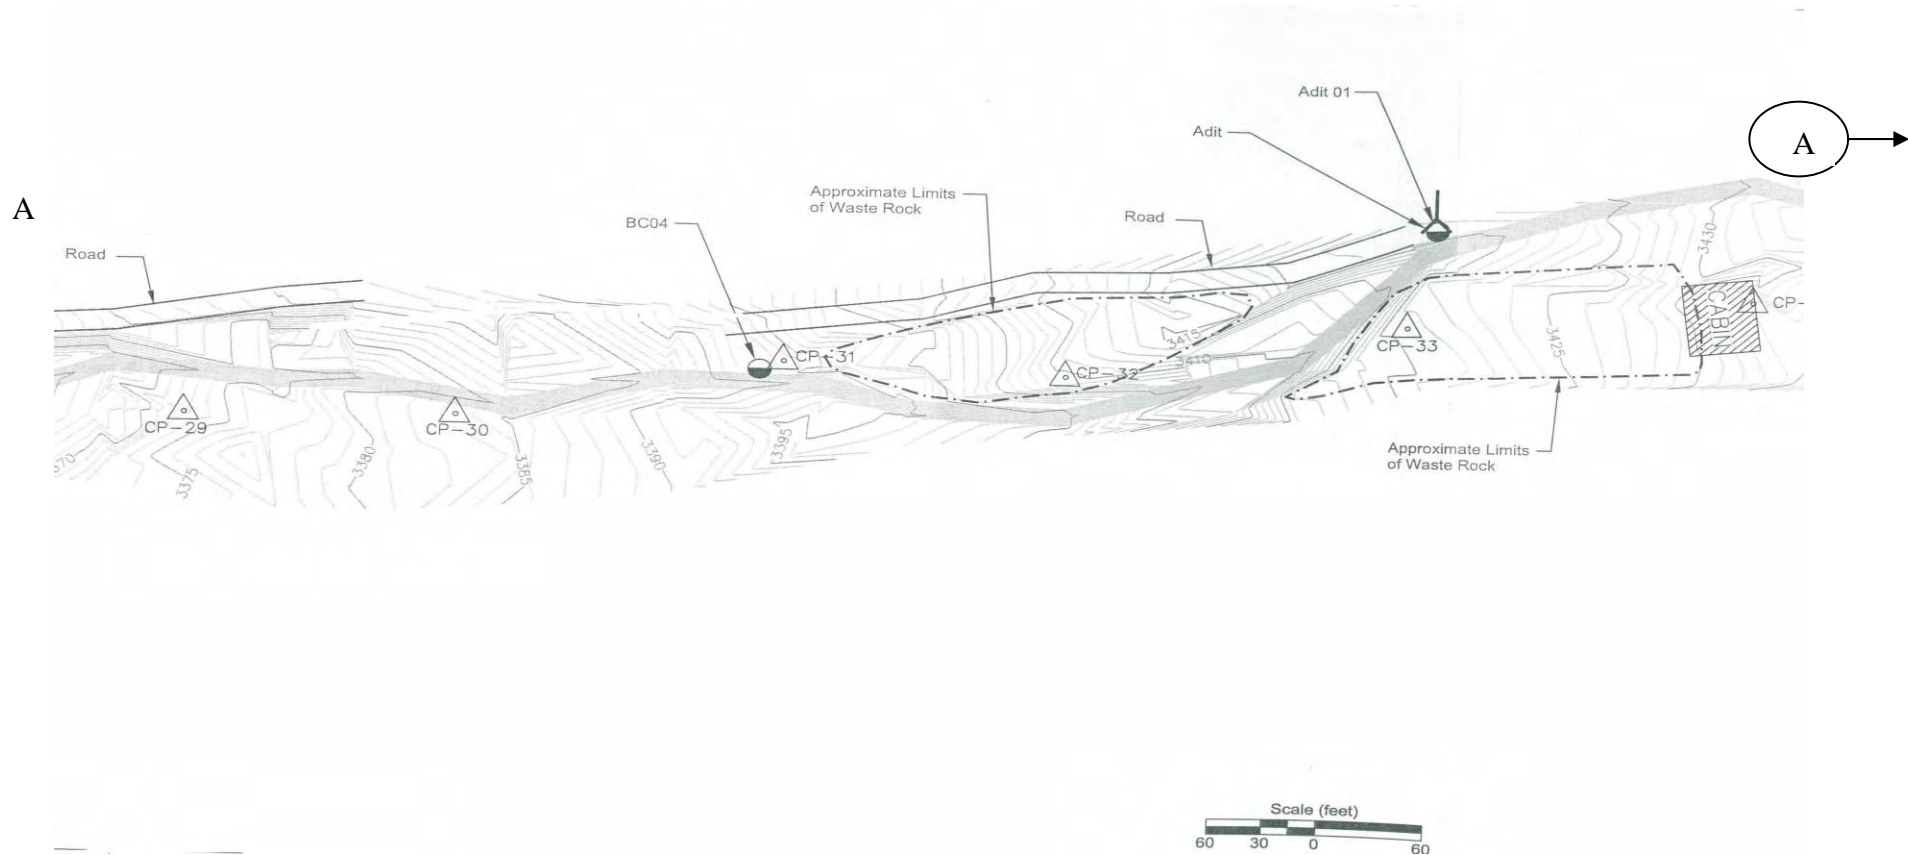 Adit 01
Adit
A
Approximate Limits
of Waste Rock
A
BC04
Road
Road
3430
CABIN
CP-
3415
CP-33
3425
3410
CP-31
CP-32
CP-29
CP-30
3395
3390
3385
3380
3375
Approximate Limits
of Waste Rock
Scale (feet)
60 30 0 60